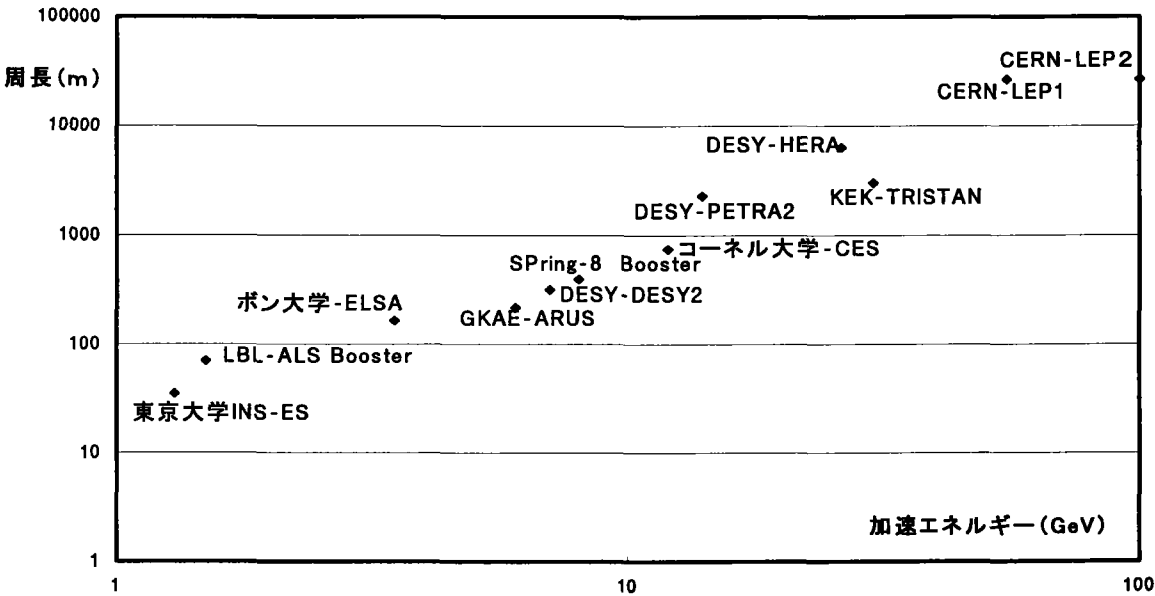 100000
周長(m)
CERN-LEP2
CERN-LEP1
10000
DESY-HERA
KEK-TRISTAN
DESY-PETRA2
1000
コーネル大学-CES
SPring-8 Booster
DESY-DESY2
ボン大学-ELSA
GKAE-ARUS
100
LBL-ALS Booster
東京大学INS-ES
10
加速エネルギー(GeV)
1
1
10
100